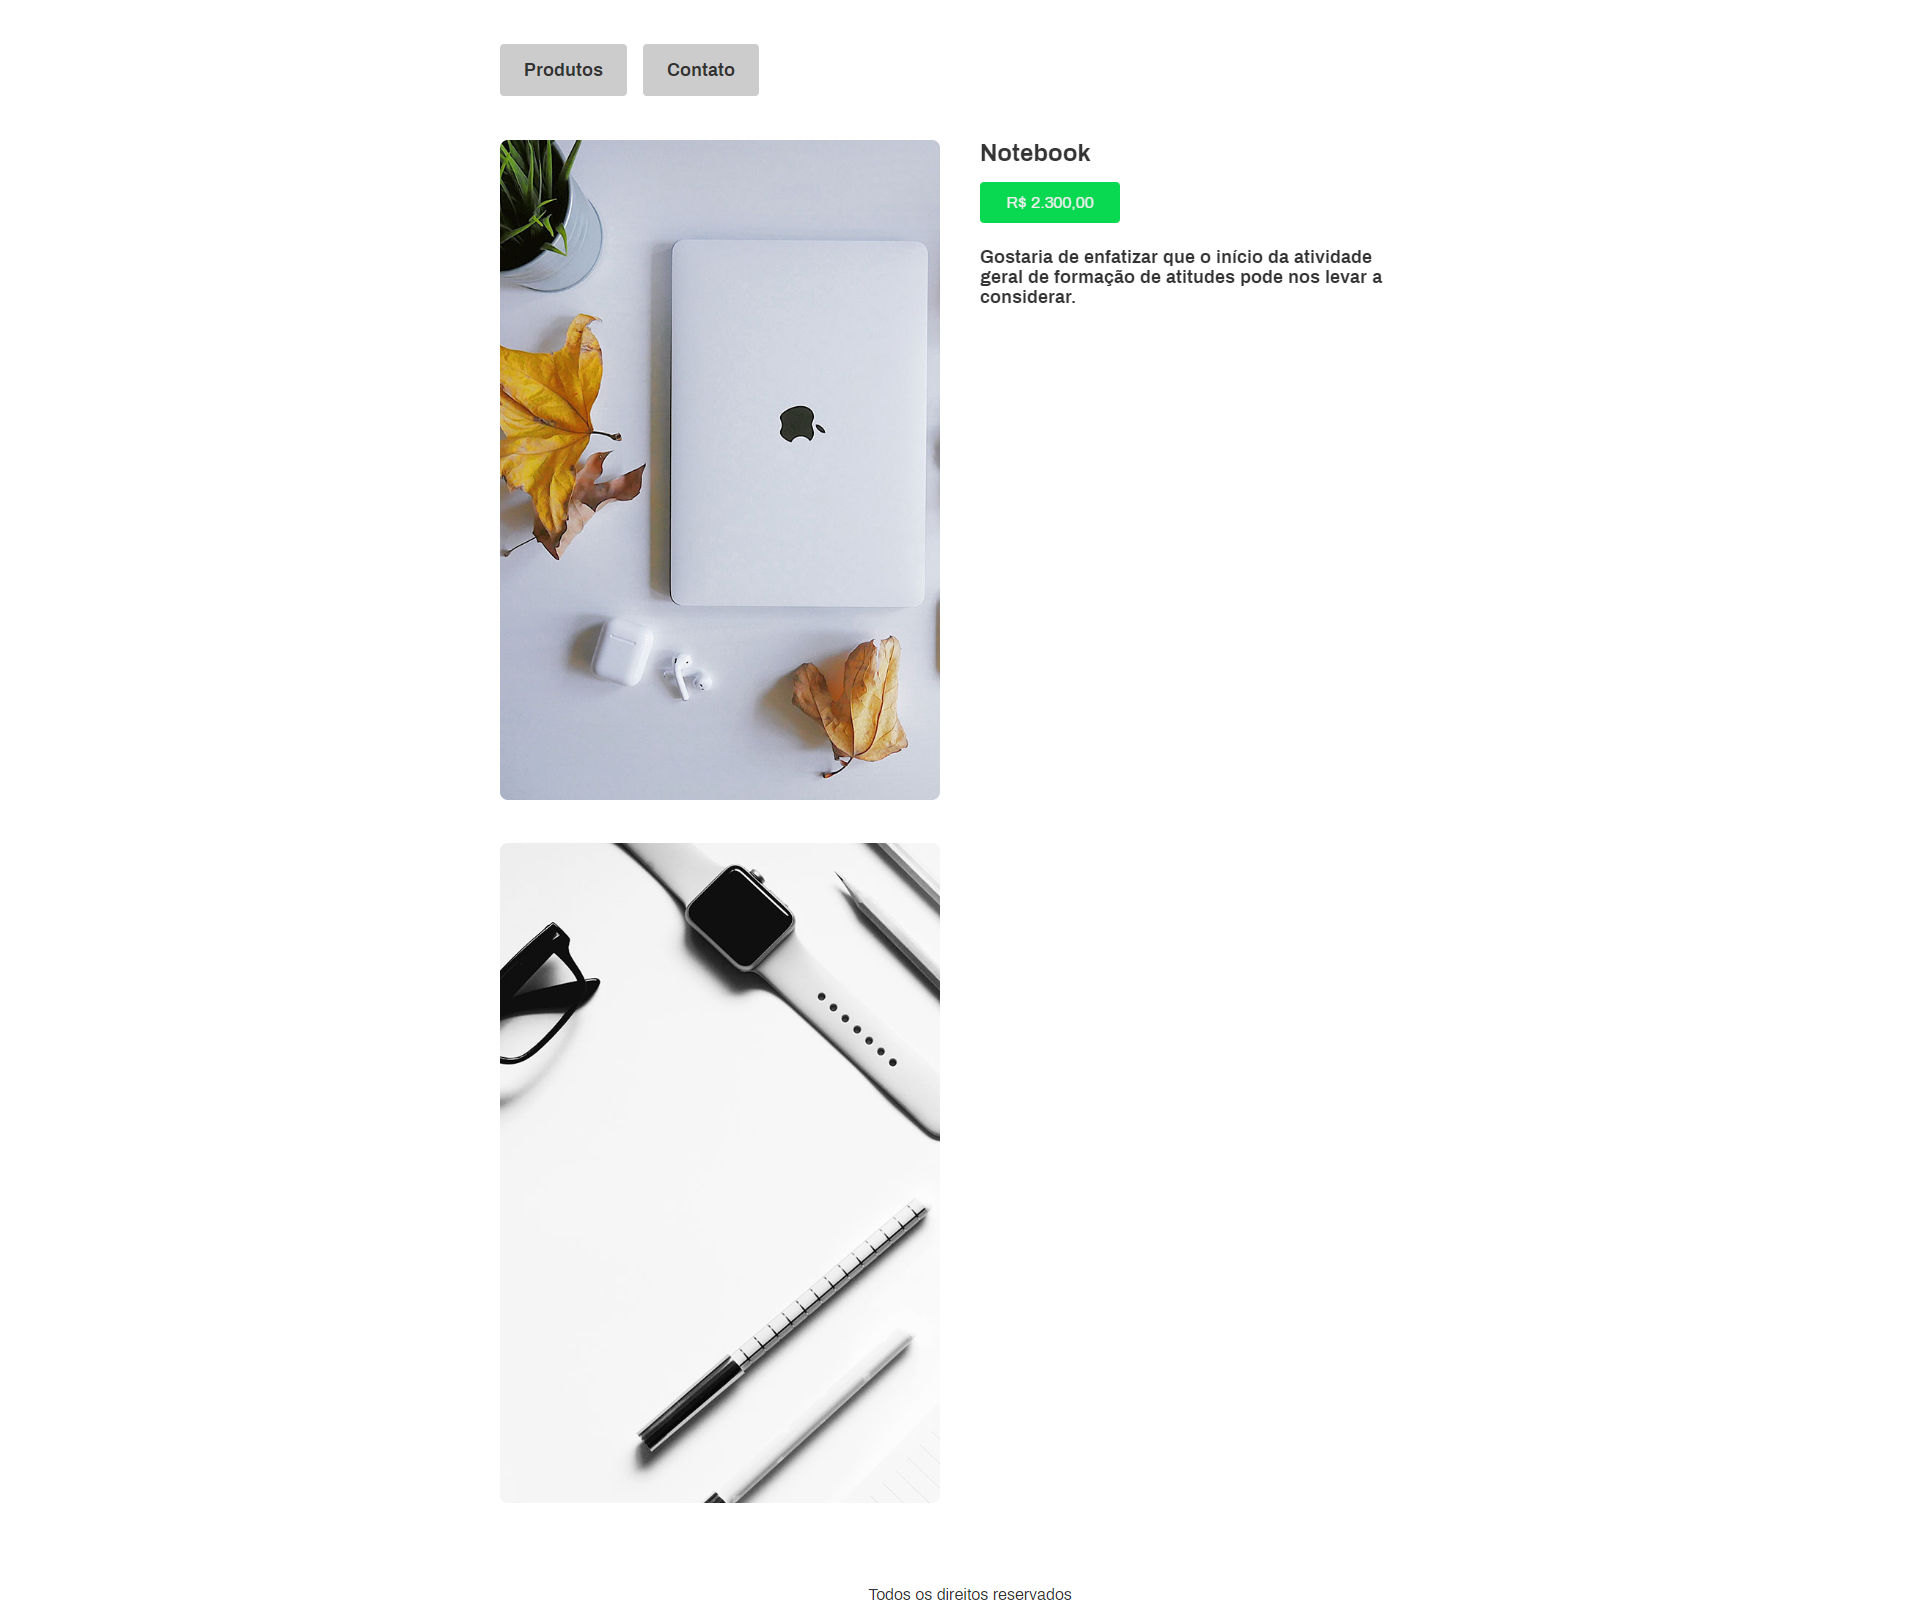 Produtos
Contato
Notebook
R$ 2.300,00
Gostaria de enfatizar que o início da atividade
geral de formação de atitudes pode nos levar a
considerar.
Todos os direitos reservados